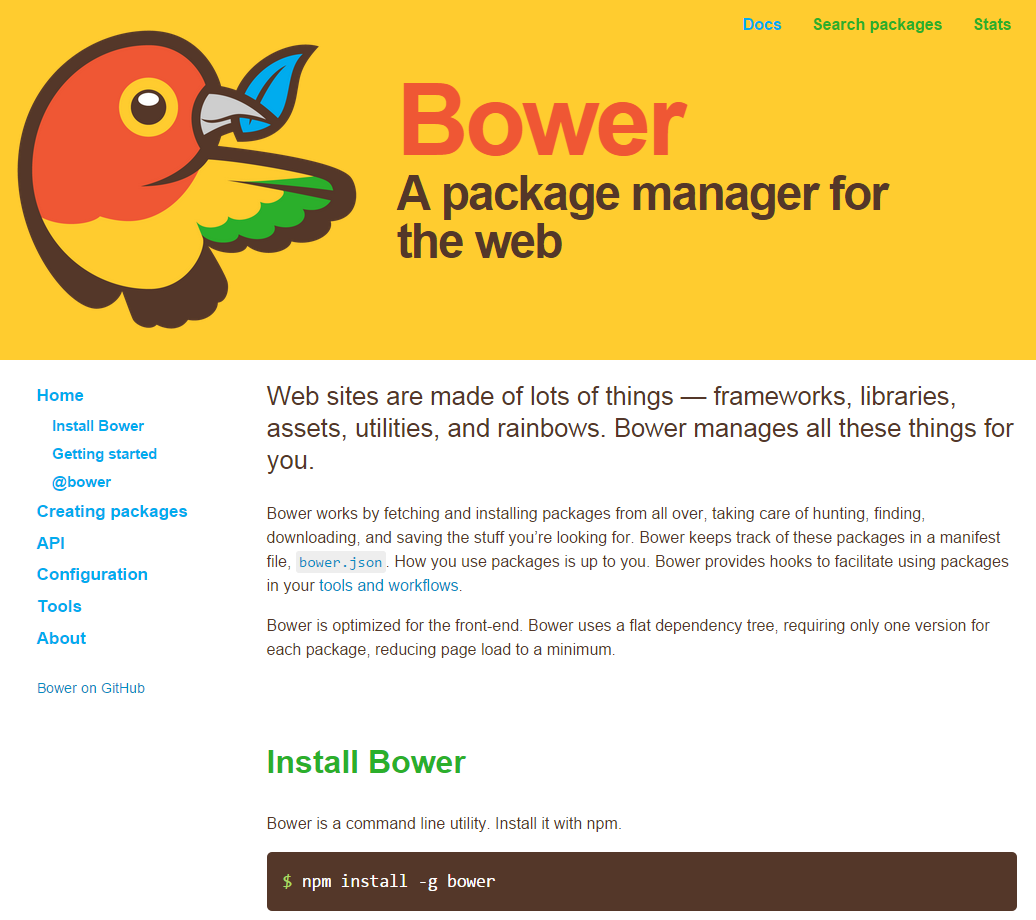 Docs Search packages Stats
Bower
A package manager for
the web
Home
Install Bower
Getting started
@bower
Creating packages
API
Configuration
Tools
About
Bower on GitHub
Web sites are made of lots of things — frameworks, libraries,
assets, utilities, and rainbows. Bower manages all these things for
you.
Bower works by fetching and installing packages from all over, taking care of hunting, finding,
downloading, and saving the stuff you’re looking for. Bower keeps track of these packages in a manifest
file, bower.json. How you use packages is up to you. Bower provides hooks to facilitate using packages
in your tools and workflows.
Bower is optimized for the front-end. Bower uses a flat dependency tree, requiring only one version for
each package, reducing page load to a minimum.
Install Bower
Bower is a command line utility. Install it with npm.
$ npm install -g bower